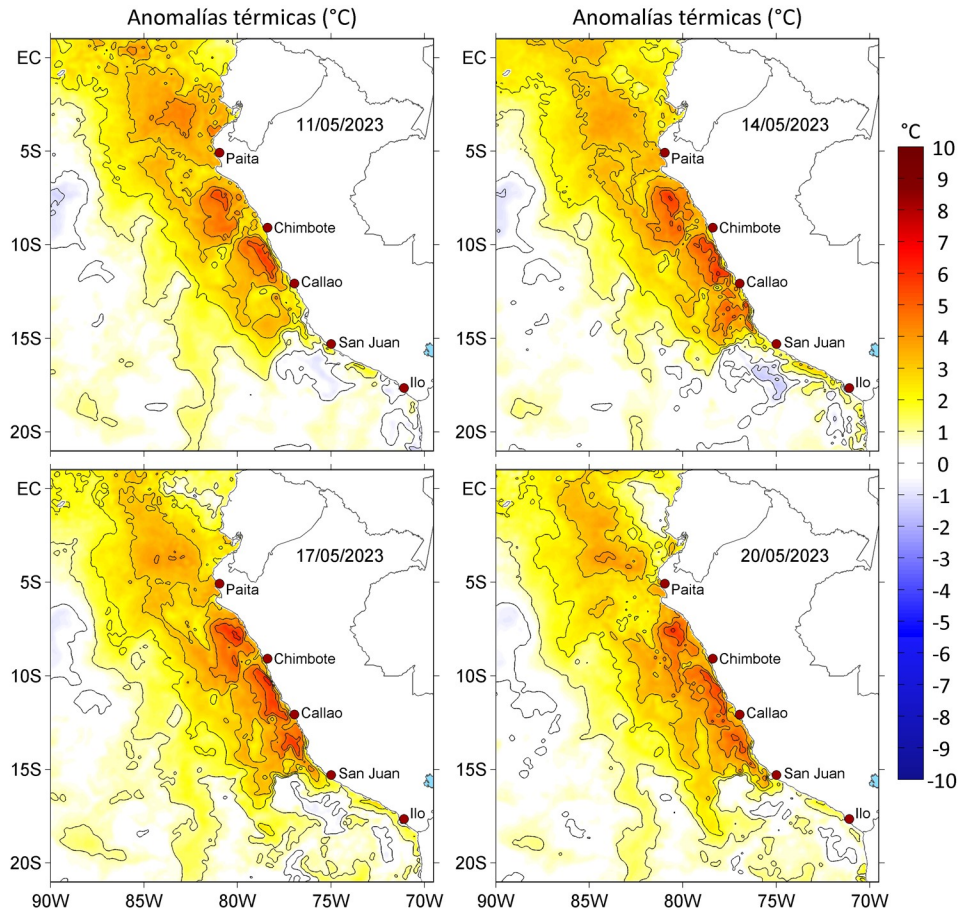 Anomalías térmicas (°C)
Anomalías térmicas (°C)
EC
5S
10S
15S
20S
11/05/2023
Paita
Chimbote
Callao
San Juan
Ilo
14/05/2023
EC
5S
10S
15S
20S
Paita
Chimbote
Callao
San Juan
Ilo
17/05/2023
EC
5S
10S
15S
20S
Paita
Chimbote
Callao
San Juan
Ilo
90W
85W
80W
75W
70W
20/05/2023
EC
5S
10S
15S
20S
Paita
Chimbote
Callao
San Juan
Ilo
90W
85W
80W
75W
70W
°C
10
9
8
7
6
5
4
3
2
1
0
-1
-2
-3
-4
-5
-6
-7
-8
-9
-10